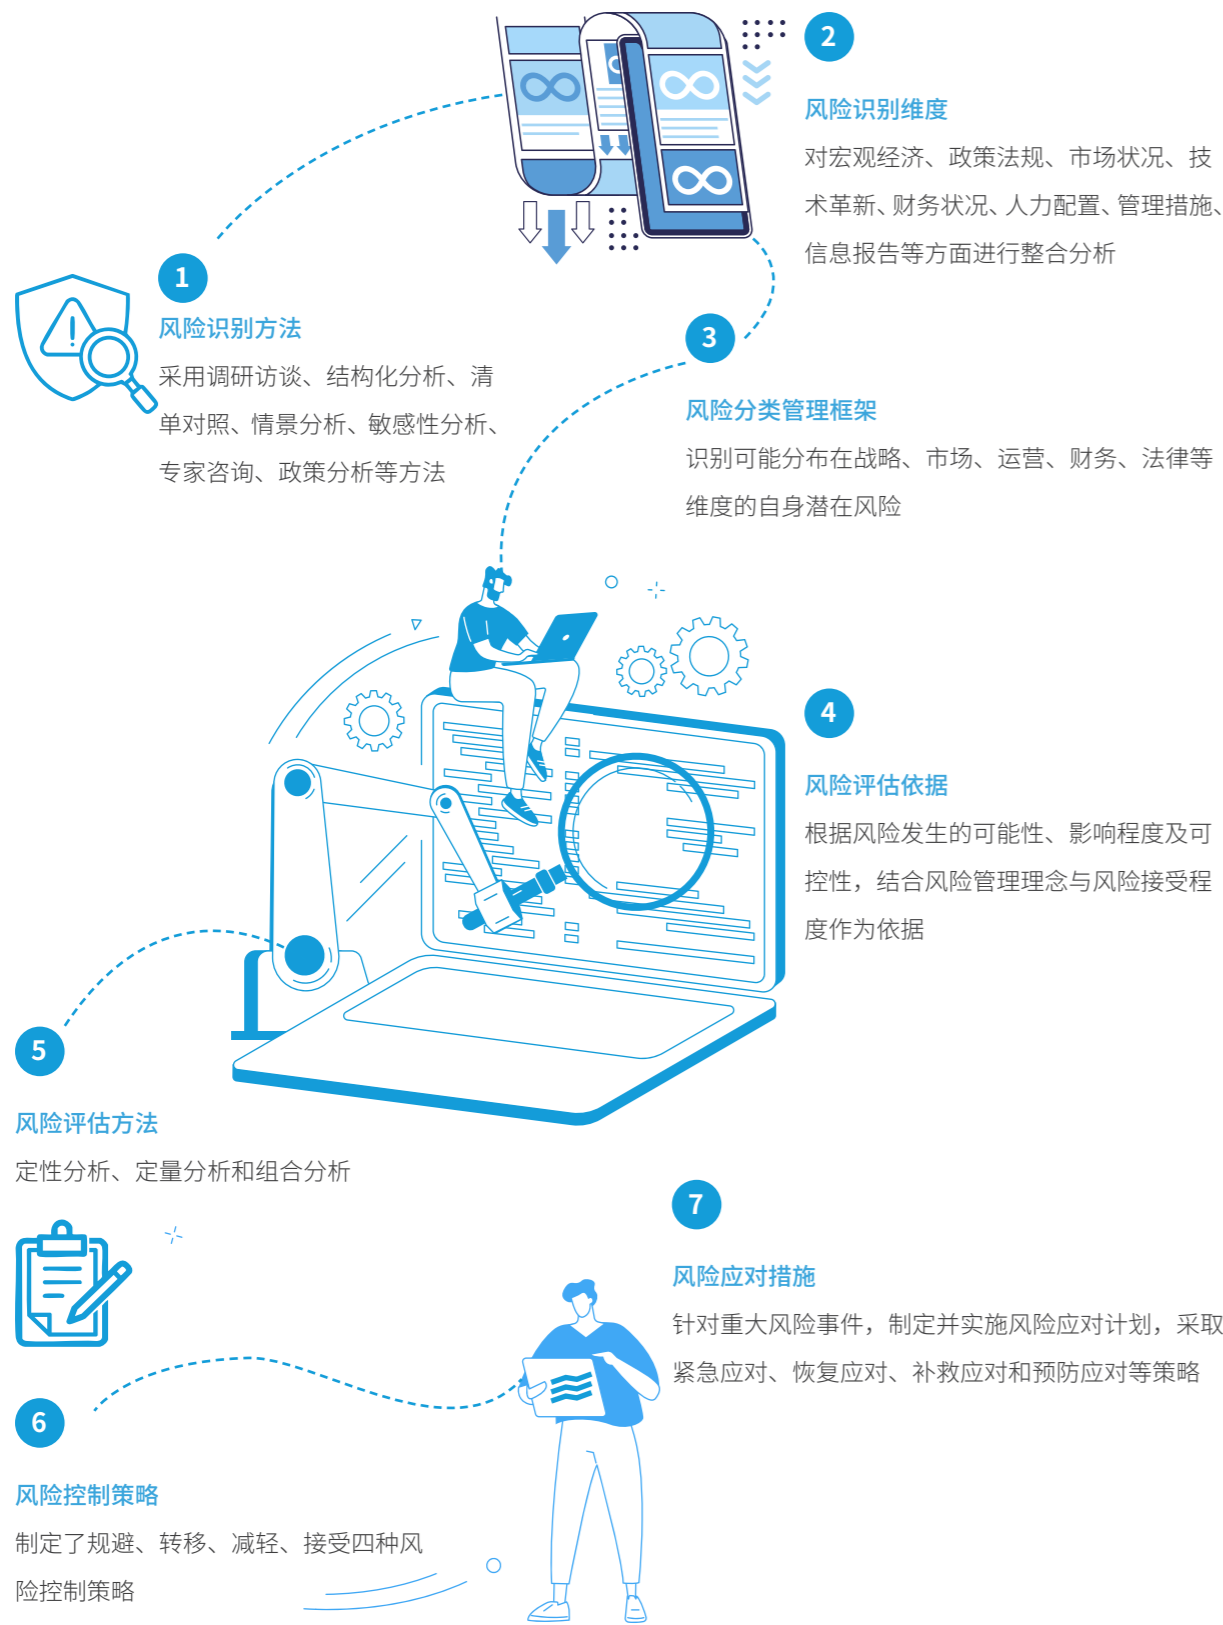 1
风险识别方法
采用调研访谈、结构化分析、清
单对照、情景分析、敏感性分析、
专家咨询、政策分析等方法
2
风险识别维度
对宏观经济、政策法规、市场状况、技
术革新、财务状况、人力配置、管理措施、
信息报告等方面进行整合分析
3
风险分类管理框架
识别可能分布在战略、市场、运营、财务、法律等
维度的自身潜在风险
4
风险评估依据
根据风险发生的可能性、影响程度及可
控性，结合风险管理理念与风险接受程
度作为依据
5
风险评估方法
定性分析、定量分析和组合分析
6
风险控制策略
制定了规避、转移、减轻、接受四种风
险控制策略
7
风险应对措施
针对重大风险事件，制定并实施风险应对计划，采取
紧急应对、恢复应对、补救应对和预防应对等策略